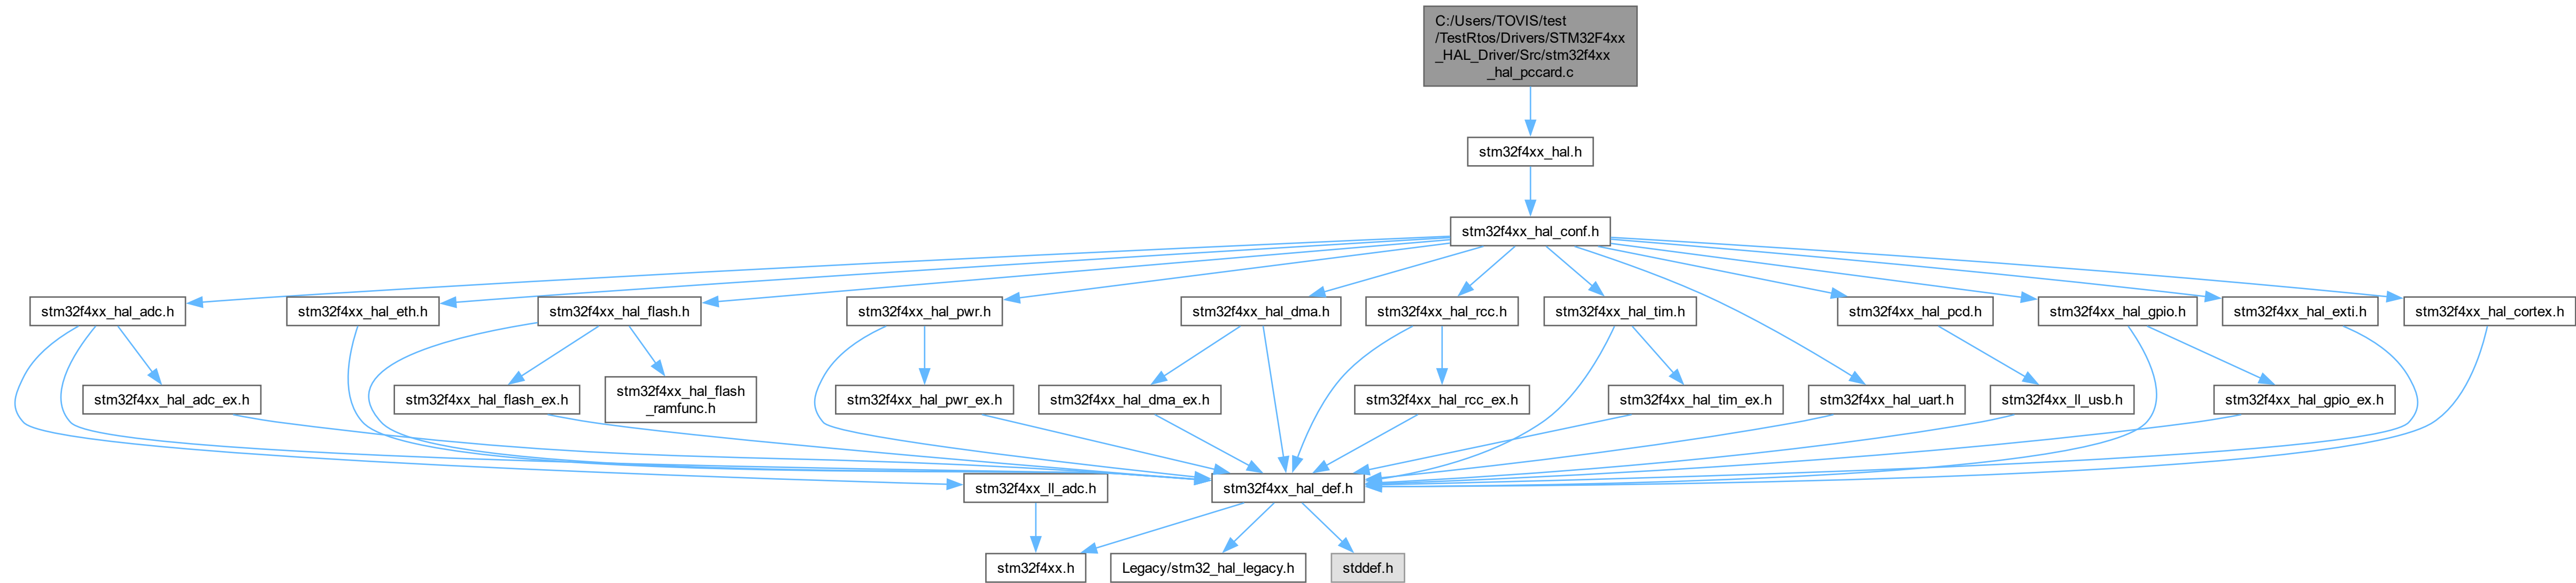 C:/Users/TOVIS/test
/TestRtos/Drivers/STM32F4xx
_HAL_Driver/Src/stm32f4xx
_hal_pccard.c
stm32f4xx_hal.h
stm32f4xx_hal_conf.h
stm32f4xx_hal_adc.h
stm32f4xx_hal_eth.h
stm32f4xx_hal_flash.h
stm32f4xx_hal_pwr.h
stm32f4xx_hal_dma.h
stm32f4xx_hal_rcc.h
stm32f4xx_hal_tim.h
stm32f4xx_hal_pcd.h
stm32f4xx_hal_gpio.h
stm32f4xx_hal_exti.h
stm32f4xx_hal_cortex.h
stm32f4xx_hal_adc_ex.h
stm32f4xx_hal_flash_ex.h
stm32f4xx_hal_flash
_ramfunc.h
stm32f4xx_hal_pwr_ex.h
stm32f4xx_hal_dma_ex.h
stm32f4xx_hal_rcc_ex.h
stm32f4xx_hal_tim_ex.h
stm32f4xx_hal_uart.h
stm32f4xx_ll_usb.h
stm32f4xx_hal_gpio_ex.h
stm32f4xx_ll_adc.h
stm32f4xx_hal_def.h
stm32f4xx.h
Legacy/stm32_hal_legacy.h
stddef.h